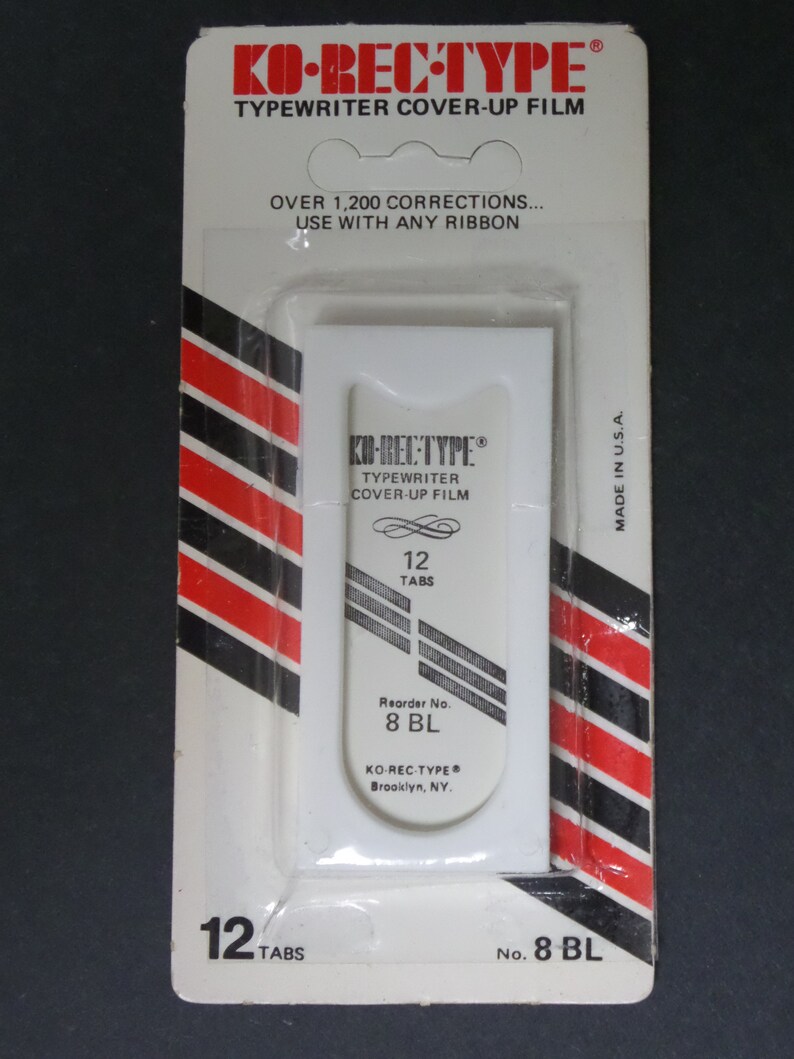 KO·REC·TYPE®
TYPEWRITER COVER-UP FILM
OVER 1,200 CORRECTIONS...
USE WITH ANY RIBBON
MADE IN U.S.A.
KO·REC·TYPE®
TYPEWRITER
COVER-UP FILM
12
TABS
Reorder No.
8 BL
KO-REC-TYPE®
Brooklyn, NY.
12 TABS
No. 8 BL